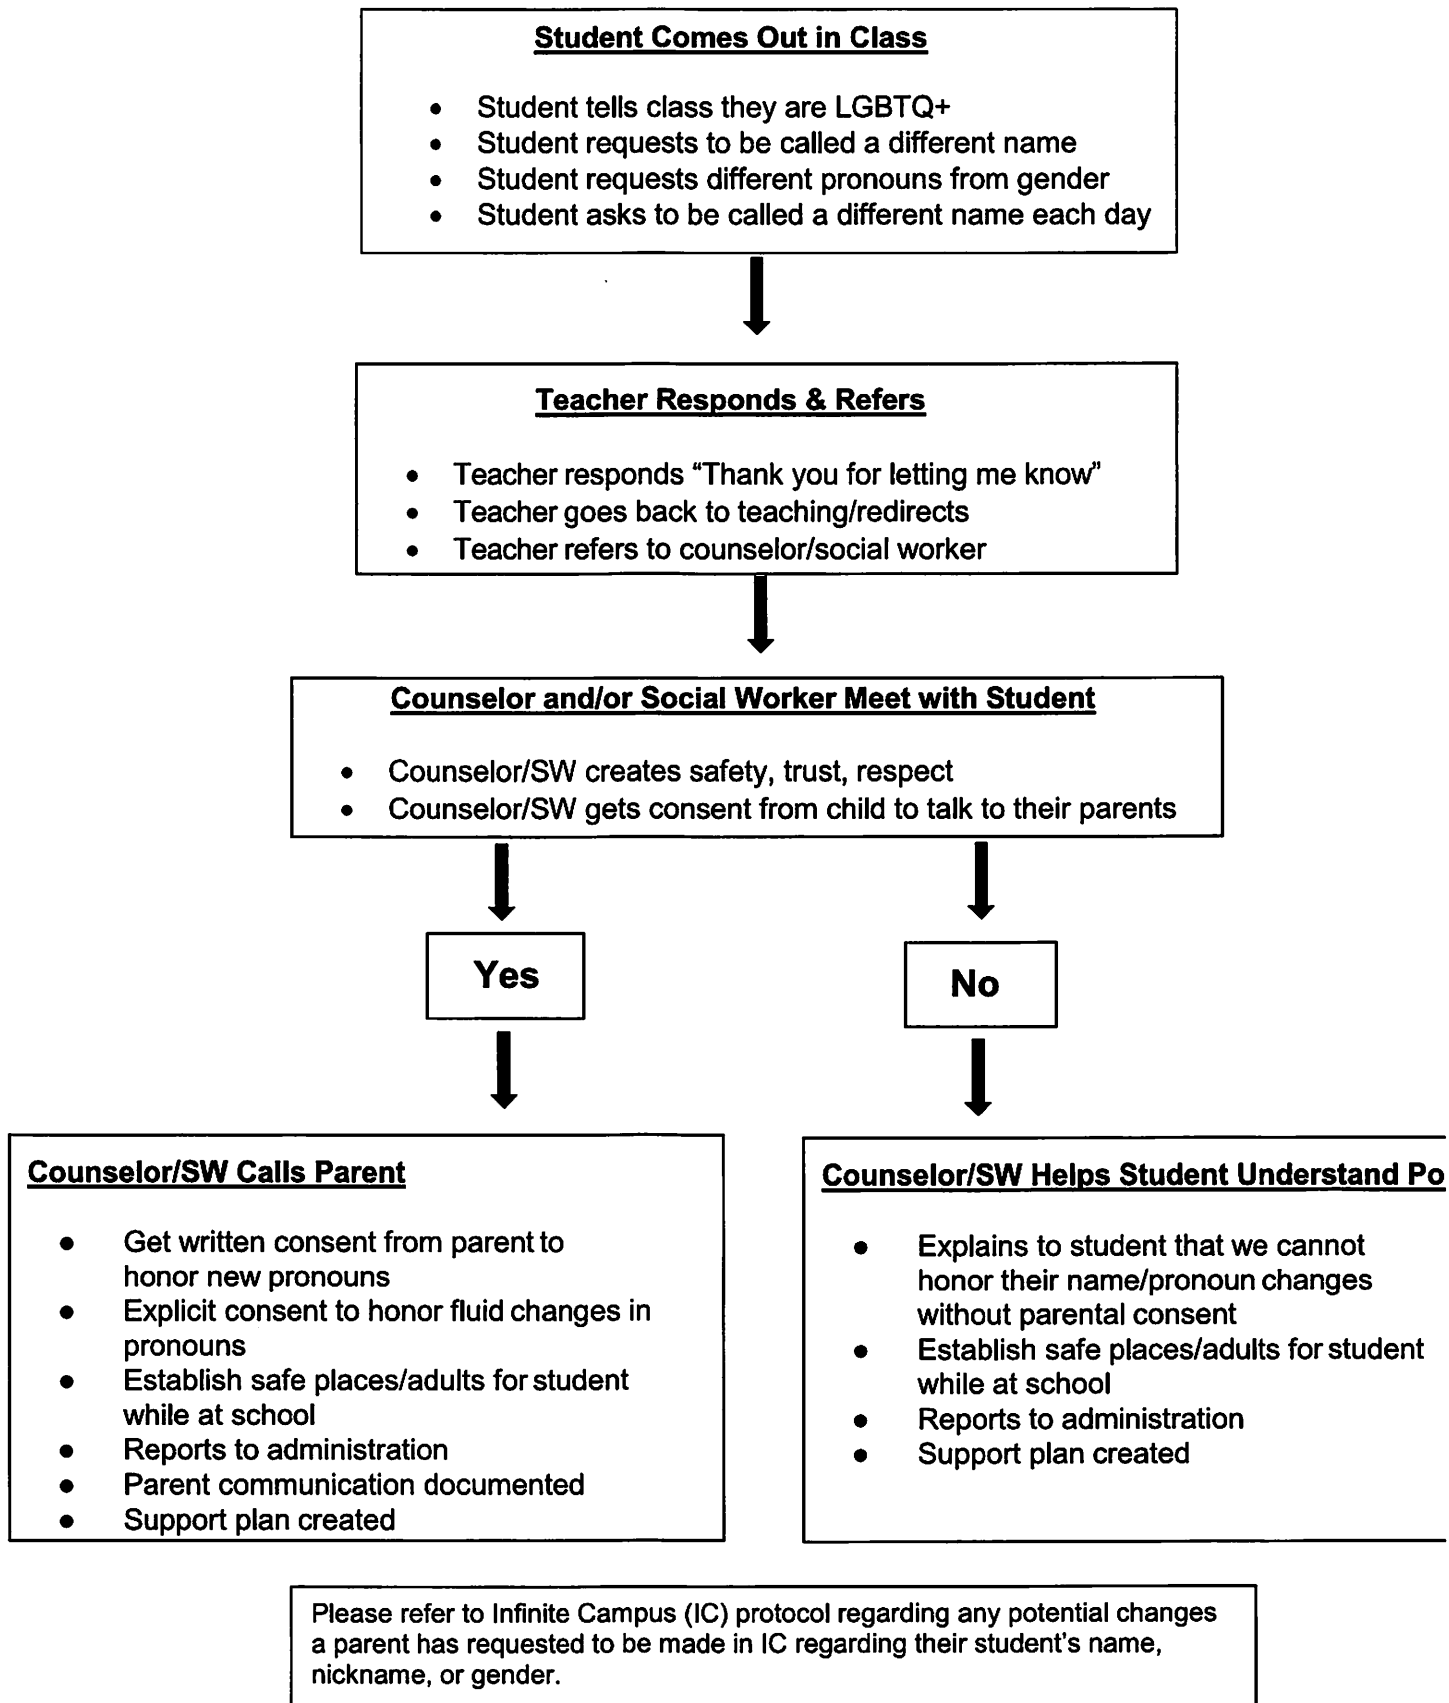 Student Comes Out in Class
• Student tells class they are LGBTQ+
• Student requests to be called a different name
• Student requests different pronouns from gender
• Student asks to be called a different name each day
Teacher Responds & Refers
• Teacher responds “Thank you for letting me know”
• Teacher goes back to teaching/redirects
• Teacher refers to counselor/social worker
Counselor and/or Social Worker Meet with Student
• Counselor/SW creates safety, trust, respect
• Counselor/SW gets consent from child to talk to their parents
Yes
No
Counselor/SW Calls Parent
• Get written consent from parent to
honor new pronouns
• Explicit consent to honor fluid changes in
pronouns
• Establish safe places/adults for student
while at school
• Reports to administration
• Parent communication documented
• Support plan created
Counselor/SW Helps Student Understand Po
• Explains to student that we cannot
honor their name/pronoun changes
without parental consent
• Establish safe places/adults for student
while at school
• Reports to administration
• Support plan created
Please refer to Infinite Campus (IC) protocol regarding any potential changes
a parent has requested to be made in IC regarding their student's name,
nickname, or gender.